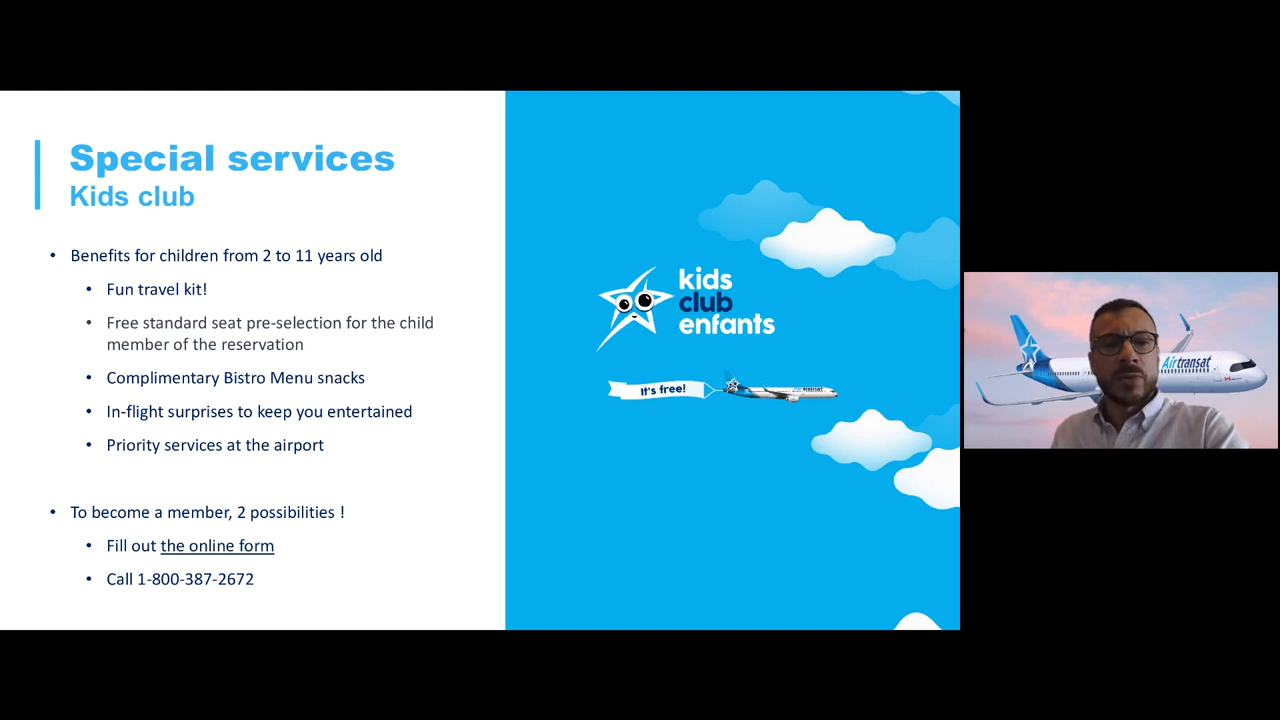 Special services
Kids club
• Benefits for children from 2 to 11 years old
• Fun travel kit!
• Free standard seat pre-selection for the child
member of the reservation
• Complimentary Bistro Menu snacks
• In-flight surprises to keep you entertained
• Priority services at the airport
• To become a member, 2 possibilities !
• Fill out the online form
• Call 1-800-387-2672
kids
club
enfants
It's free!
Air transat
Airtransat